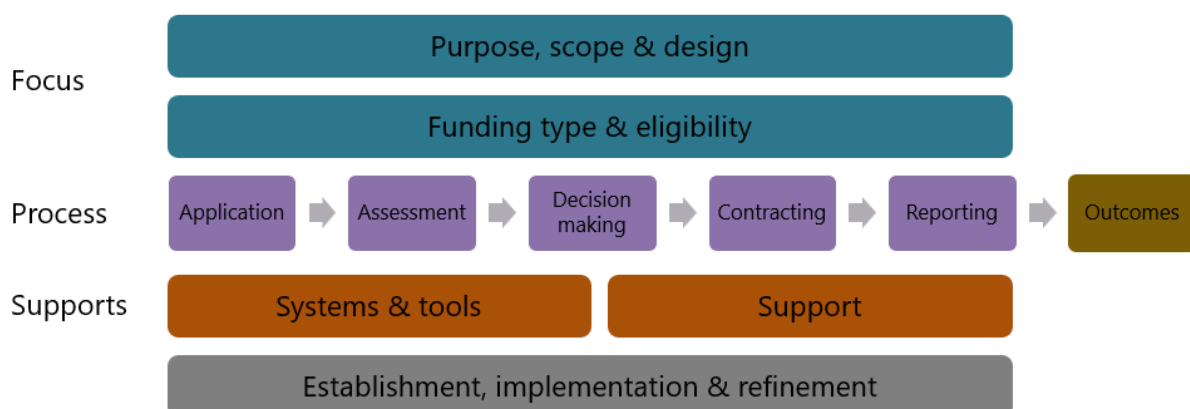 Focus
Purpose, scope & design
Funding type & eligibility
Process
Application
Assessment
Decision
making
Contracting
Reporting
Outcomes
Supports
Systems & tools
Support
Establishment, implementation & refinement